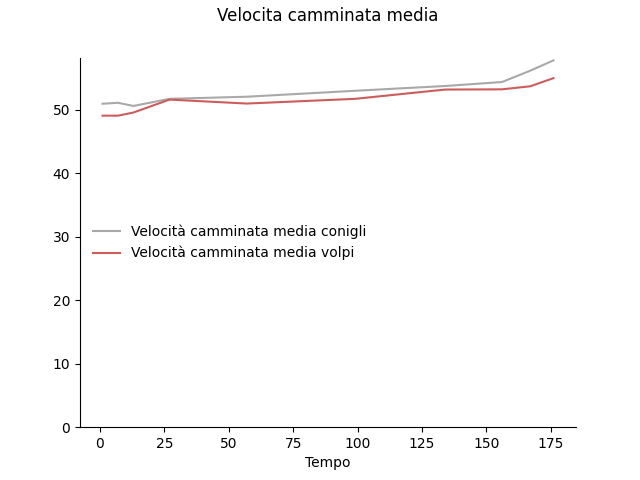 Velocita camminata media
50
40
30
20
10
0
Velocità camminata media conigli
Velocità camminata media volpi
0 25 50 75 100 125 150 175
Tempo